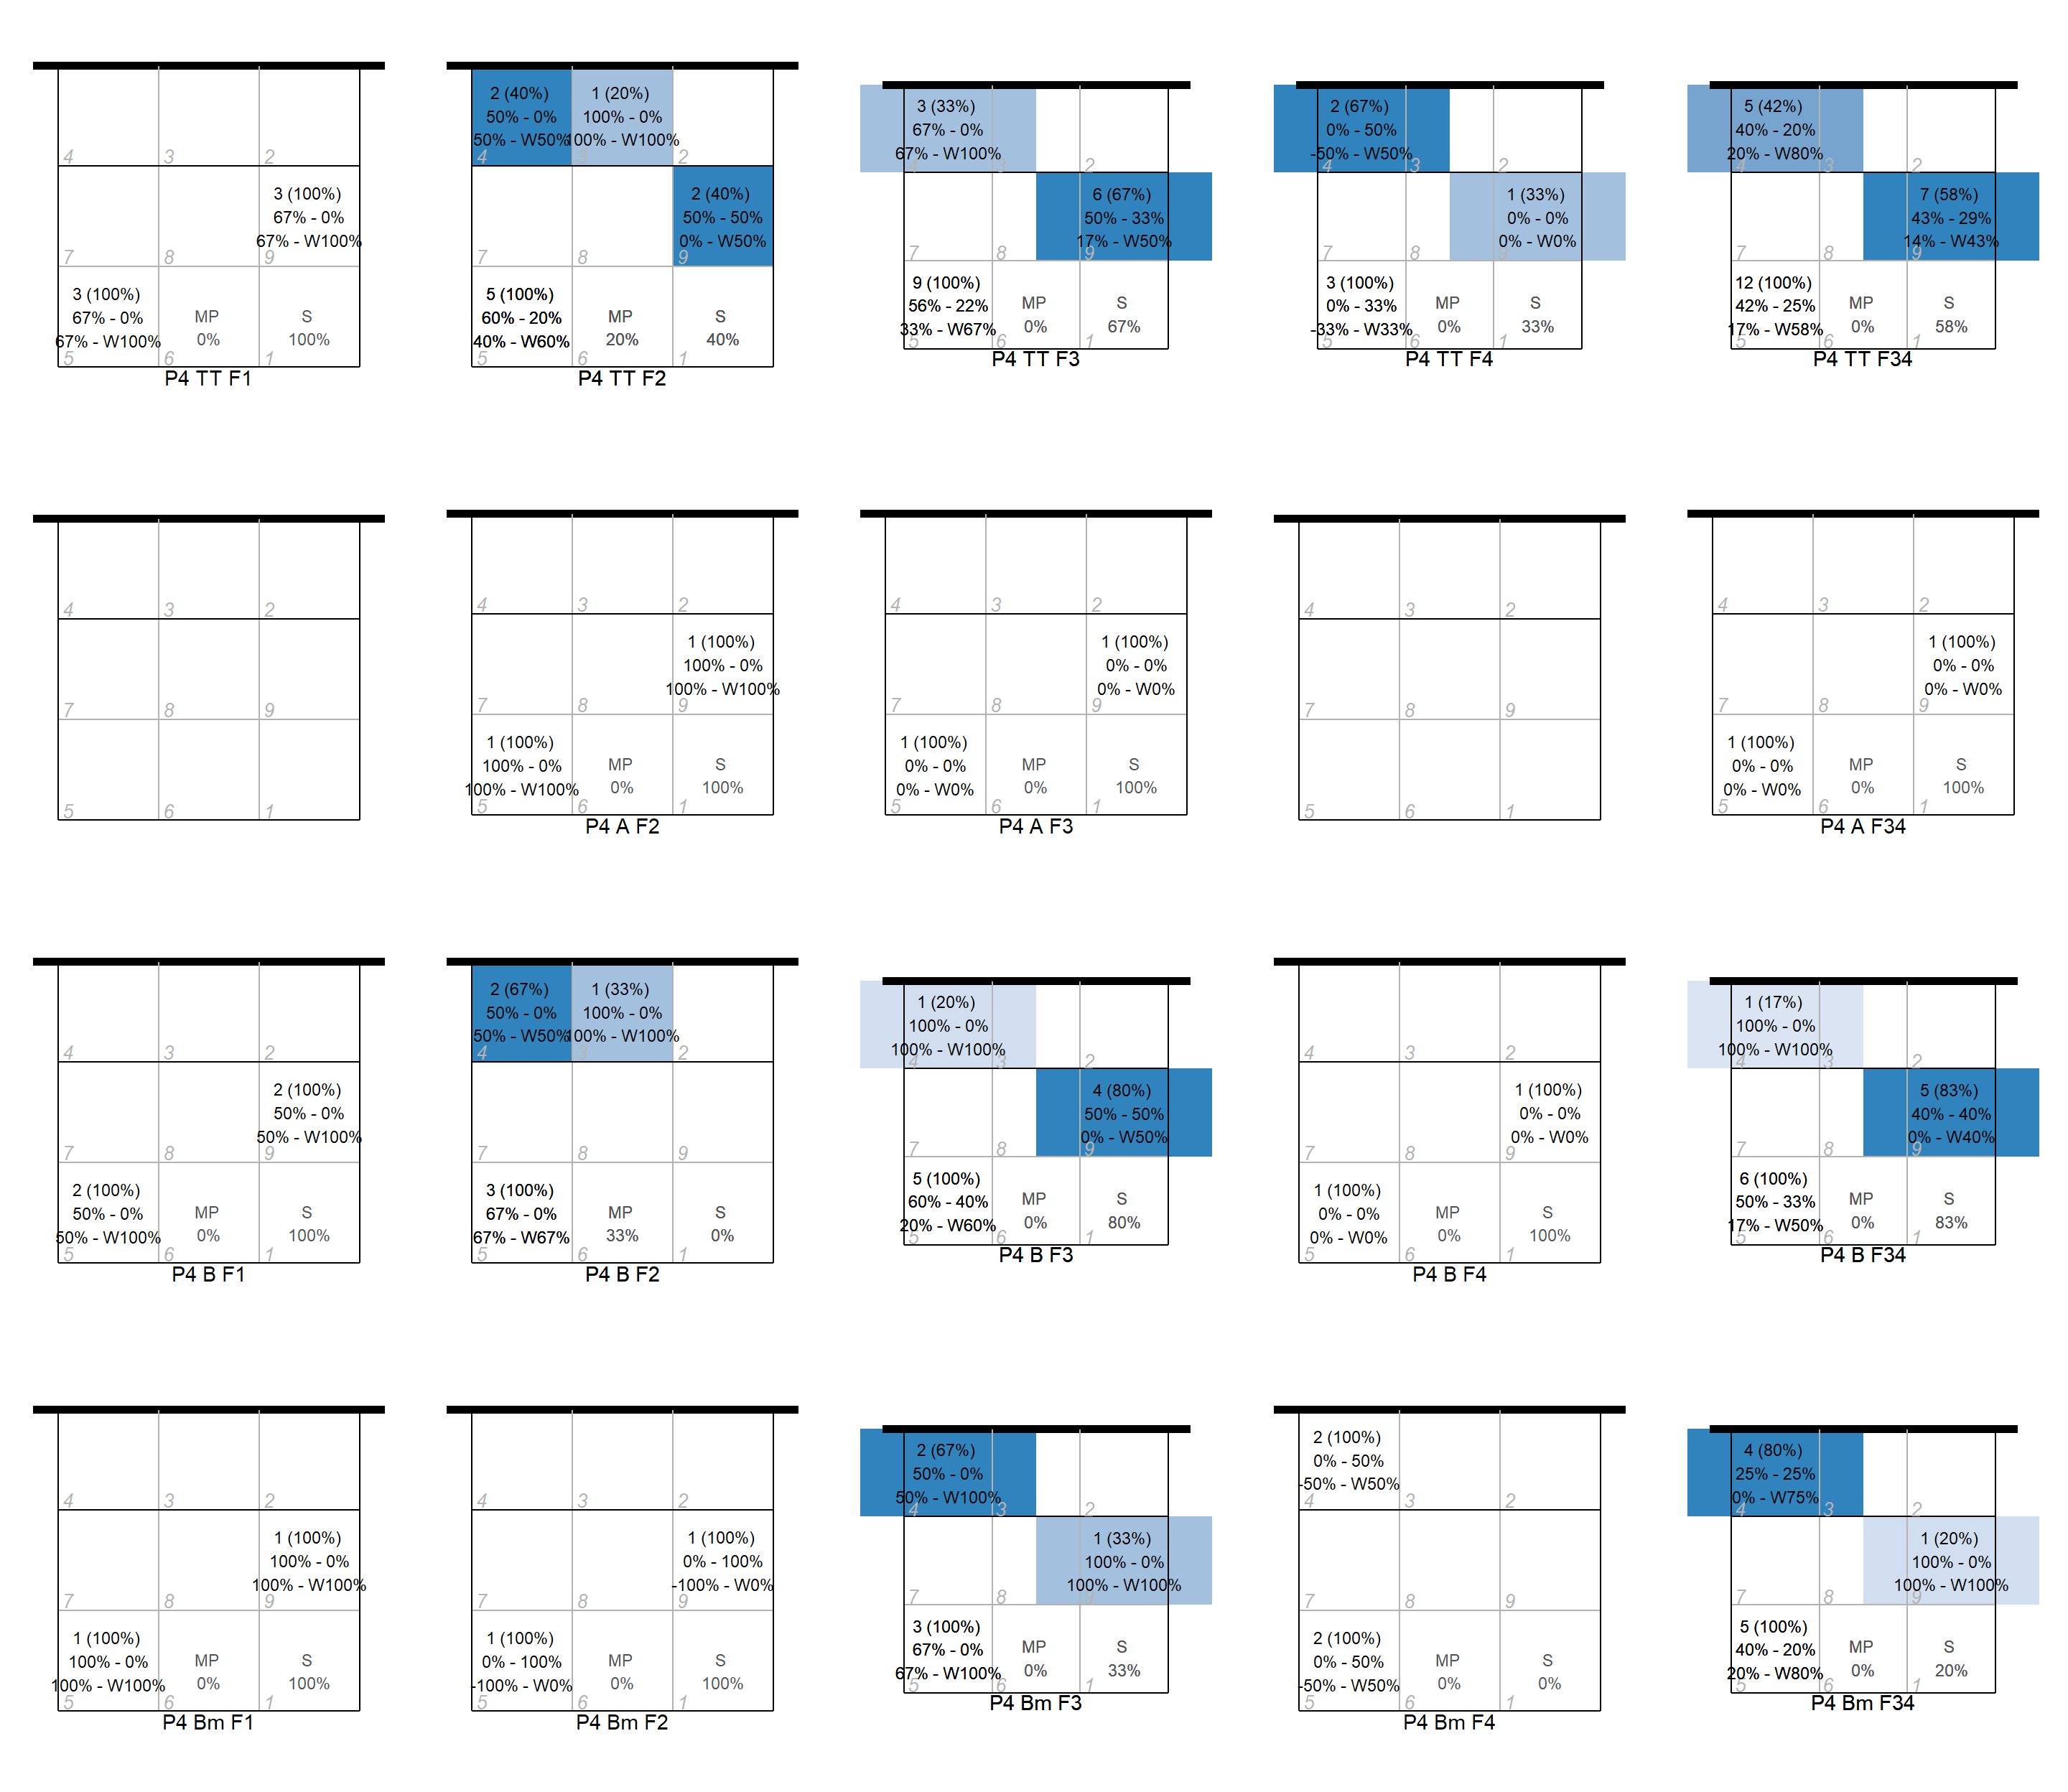 2 (40%)
50% - 0%
50% - W50%
1 (20%)
100% - 0%
100% - W100%
3 (33%)
67% - 0%
67% - W100%
2 (67%)
0% - 50%
-50% - W50%
5 (42%)
40% - 20%
20% - W80%
4 3 2
4 3 2
4 3 2
4 3 2
4 3 2
3 (100%)
67% - 0%
67% - W100%
2 (40%)
50% - 50%
0% - W50%
6 (67%)
50% - 33%
17% - W50%
1 (33%)
0% - 0%
0% - W0%
7 (58%)
43% - 29%
14% - W43%
7 8 9
7 8 9
7 8 9
7 8 9
7 8 9
3 (100%)
67% - 0%
67% - W100%
MP
0%
S
100%
5 6 1
P4 TT F1
5 (100%)
60% - 20%
40% - W60%
MP
20%
S
40%
5 6 1
P4 TT F2
9 (100%)
56% - 22%
33% - W67%
MP
0%
S
67%
5 6 1
P4 TT F3
3 (100%)
0% - 33%
-33% - W33%
MP
0%
S
33%
5 6 1
P4 TT F4
12 (100%)
42% - 25%
17% - W58%
MP
0%
S
58%
5 6 1
P4 TT F34
4 3 2
4 3 2
4 3 2
4 3 2
4 3 2
1 (100%)
100% - 0%
100% - W100%
1 (100%)
0% - 0%
0% - W0%
1 (100%)
0% - 0%
0% - W0%
7 8 9
7 8 9
7 8 9
7 8 9
7 8 9
5 6 1
1 (100%)
100% - 0%
100% - W100%
MP
0%
S
100%
5 6 1
P4 A F2
1 (100%)
0% - 0%
0% - W0%
MP
0%
S
100%
5 6 1
P4 A F3
5 6 1
1 (100%)
0% - 0%
0% - W0%
MP
0%
S
100%
5 6 1
P4 A F34
2 (67%)
50% - 0%
50% - W50%
1 (33%)
100% - 0%
100% - W100%
1 (20%)
100% - 0%
100% - W100%
1 (17%)
100% - 0%
100% - W100%
4 3 2
4 3 2
4 3 2
4 3 2
4 3 2
2 (100%)
50% - 0%
50% - W100%
4 (80%)
50% - 50%
0% - W50%
1 (100%)
0% - 0%
0% - W0%
5 (83%)
40% - 40%
0% - W40%
7 8 9
7 8 9
7 8 9
7 8 9
7 8 9
2 (100%)
50% - 0%
50% - W100%
MP
0%
S
100%
5 6 1
P4 B F1
3 (100%)
67% - 0%
67% - W67%
MP
33%
S
0%
5 6 1
P4 B F2
5 (100%)
60% - 40%
20% - W60%
MP
0%
S
80%
5 6 1
P4 B F3
1 (100%)
0% - 0%
0% - W0%
MP
0%
S
100%
5 6 1
P4 B F4
6 (100%)
50% - 33%
17% - W50%
MP
0%
S
83%
5 6 1
P4 B F34
2 (67%)
50% - 0%
50% - W100%
2 (100%)
0% - 50%
-50% - W50%
4 (80%)
25% - 25%
0% - W75%
4 3 2
4 3 2
4 3 2
4 3 2
4 3 2
1 (100%)
100% - 0%
100% - W100%
1 (100%)
0% - 100%
-100% - W0%
1 (33%)
100% - 0%
100% - W100%
1 (20%)
100% - 0%
100% - W100%
7 8 9
7 8 9
7 8 9
7 8 9
7 8 9
1 (100%)
100% - 0%
100% - W100%
MP
0%
S
100%
5 6 1
P4 Bm F1
1 (100%)
0% - 100%
-100% - W0%
MP
0%
S
100%
5 6 1
P4 Bm F2
3 (100%)
67% - 0%
67% - W100%
MP
0%
S
33%
5 6 1
P4 Bm F3
2 (100%)
0% - 50%
-50% - W50%
MP
0%
S
0%
5 6 1
P4 Bm F4
5 (100%)
40% - 20%
20% - W80%
MP
0%
S
20%
5 6 1
P4 Bm F34